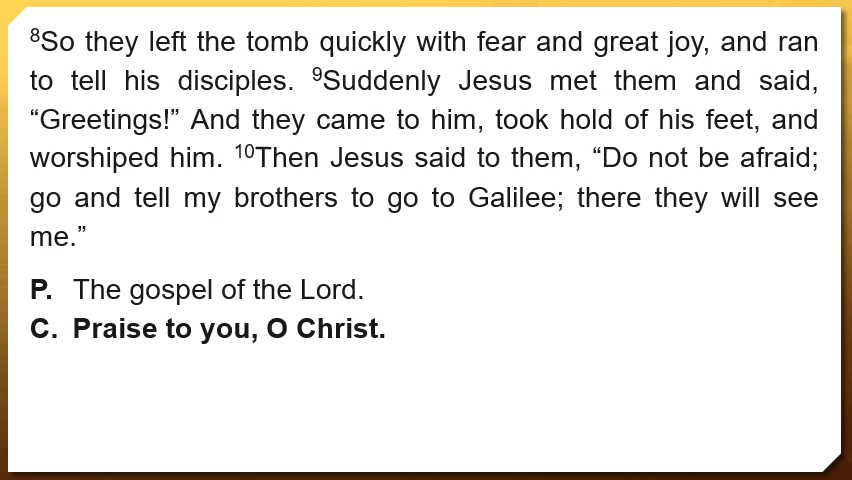 ⁸So they left the tomb quickly with fear and great joy, and ran
to tell his disciples. ⁹Suddenly Jesus met them and said,
“Greetings!” And they came to him, took hold of his feet, and
worshiped him. ¹⁰Then Jesus said to them, “Do not be afraid;
go and tell my brothers to go to Galilee; there they will see
me.”
P. The gospel of the Lord.
C. Praise to you, O Christ.